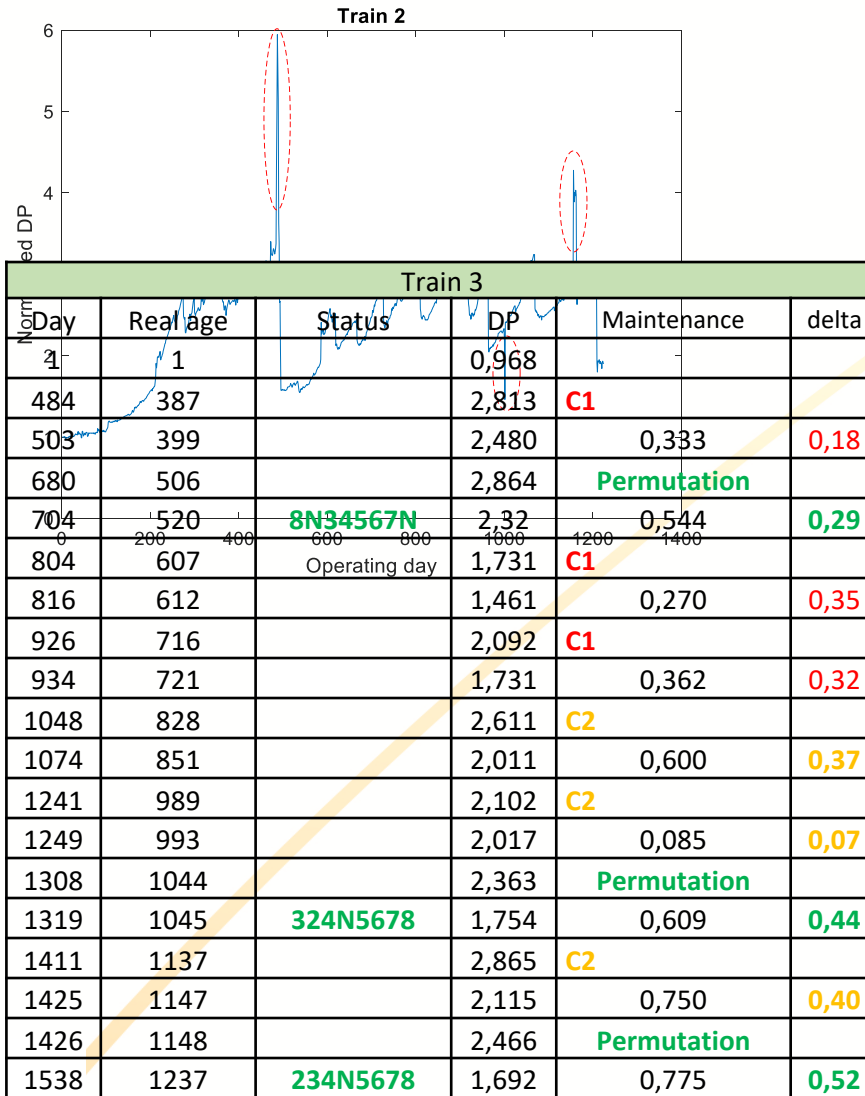 Train 2
6
5
4
Norm ed DP
Train 3
Day Real age Status DP Maintenance delta
2
1 1 0,968
484 387 2,813 C1
1
503 399 2,480 0,333 0,18
680 506 2,864 Permutation
0
704 520 8N34567N 2,32 0,544 0,29
0 200 400 600 800 1000 1200 1400
Operating day
804 607 1,731 C1
816 612 1,461 0,270 0,35
926 716 2,092 C1
934 721 1,731 0,362 0,32
1048 828 2,611 C2
1074 851 2,011 0,600 0,37
1241 989 2,102 C2
1249 993 2,017 0,085 0,07
1308 1044 2,363 Permutation
1319 1045 324N5678 1,754 0,609 0,44
1411 1137 2,865 C2
1425 1147 2,115 0,750 0,40
1426 1148 2,466 Permutation
1538 1237 234N5678 1,692 0,775 0,52